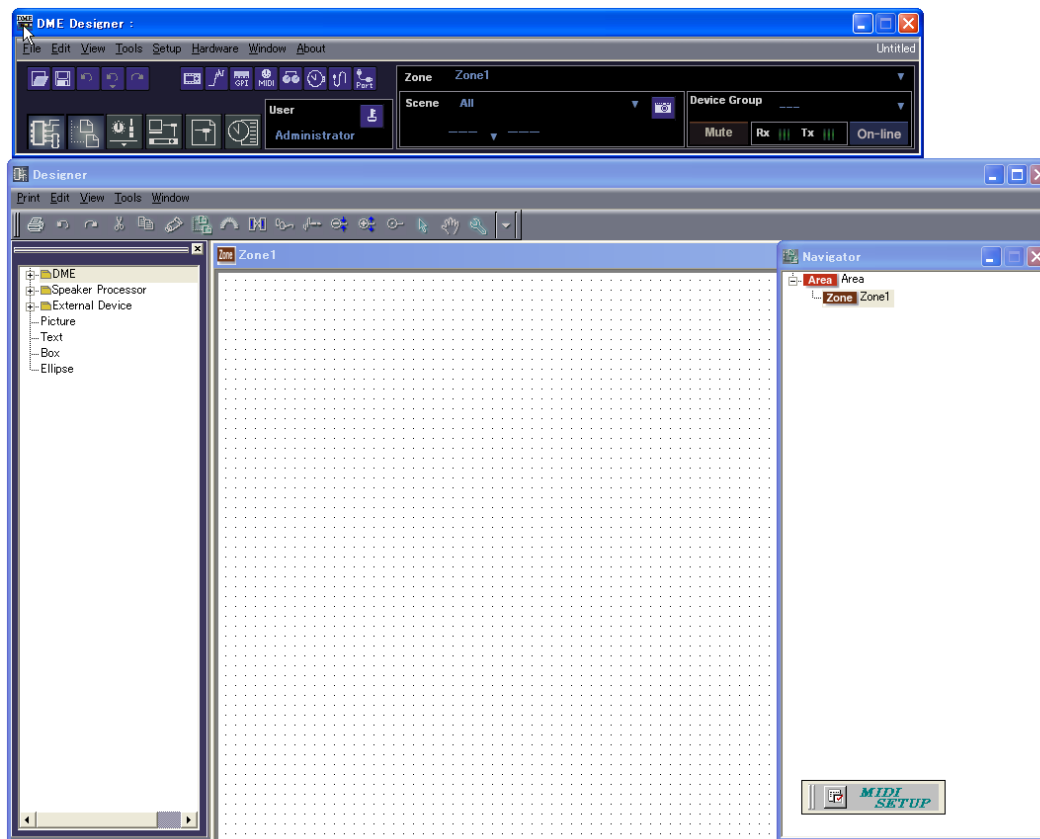 DME Designer :
File Edit View Tools Setup Hardware Window About
Untitled
GPI MIDI Port
Zone Zone1
User
Administrator
Scene All
Device Group
Mute Rx Tx On-line
Designer
Print Edit View Tools Window
DME
Speaker Processor
External Device
Picture
Text
Box
Ellipse
Zone Zone1
Navigator
Area Area
Zone Zone1
MIDI
SETUP